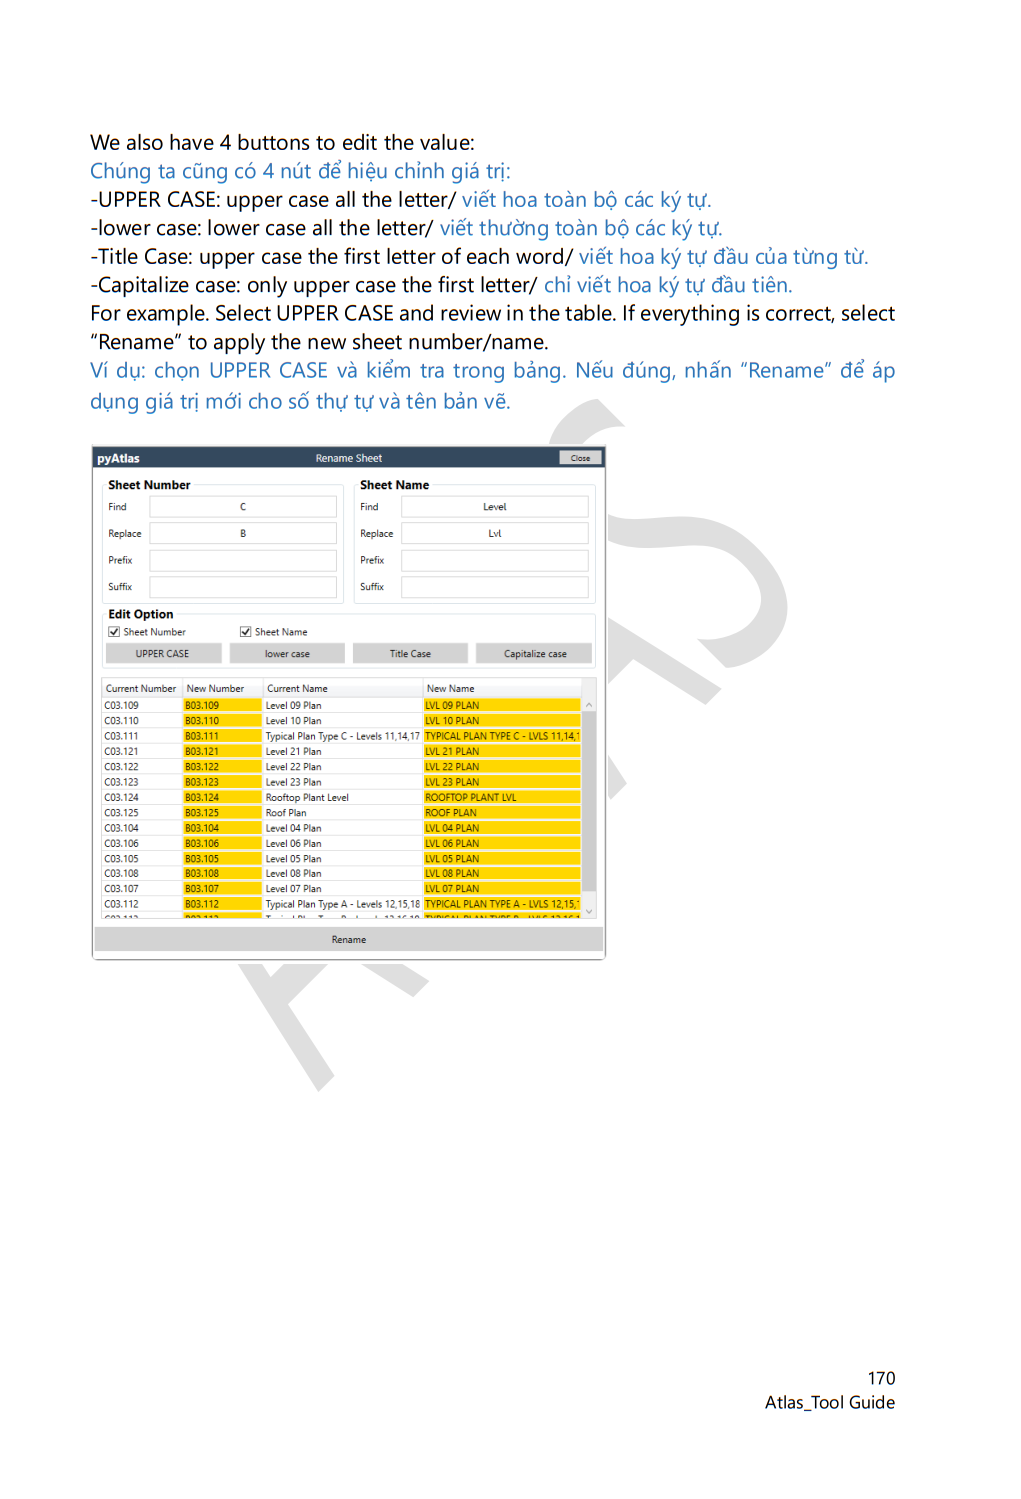 We also have 4 buttons to edit the value:
Chúng ta cũng có 4 nút để hiệu chỉnh giá trị:
-UPPER CASE: upper case all the letter/ viết hoa toàn bộ các ký tự.
-lower case: lower case all the letter/ viết thường toàn bộ các ký tự.
-Title Case: upper case the first letter of each word/ viết hoa ký tự đầu của từng từ.
-Capitalize case: only upper case the first letter/ chỉ viết hoa ký tự đầu tiên.
For example. Select UPPER CASE and review in the table. If everything is correct, select
“Rename” to apply the new sheet number/name.
Ví dụ: chọn UPPER CASE và kiểm tra trong bảng. Nếu đúng, nhấn “Rename” để áp
dụng giá trị mới cho số thự tự và tên bản vẽ.
pyAtlas Rename Sheet Close
Sheet Number Sheet Name
Find C Find Level
Replace B Replace Lvl
Prefix Prefix
Suffix Suffix
Edit Option
Sheet Number Sheet Name
UPPER CASE lower case Title Case Capitalize case
Current Number New Number Current Name New Name
C03.109 B03.109 Level 09 Plan LVL 09 PLAN
C03.110 B03.110 Level 10 Plan LVL 10 PLAN
C03.111 B03.111 Typical Plan Type C - Levels 11,14,17 TYPICAL PLAN TYPE C - LVLS 11,14,1
C03.121 B03.121 Level 21 Plan LVL 21 PLAN
C03.122 B03.122 Level 22 Plan LVL 22 PLAN
C03.123 B03.123 Level 23 Plan LVL 23 PLAN
C03.124 B03.124 Rooftop Plant Level ROOFTOP PLANT LVL
C03.125 B03.125 Roof Plan ROOF PLAN
C03.104 B03.104 Level 04 Plan LVL 04 PLAN
C03.106 B03.106 Level 06 Plan LVL 06 PLAN
C03.105 B03.105 Level 05 Plan LVL 05 PLAN
C03.108 B03.108 Level 08 Plan LVL 08 PLAN
C03.107 B03.107 Level 07 Plan LVL 07 PLAN
C03.112 B03.112 Typical Plan Type A - Levels 12,15,18 TYPICAL PLAN TYPE A - LVLS 12,15,
Rename
170
Atlas_Tool Guide